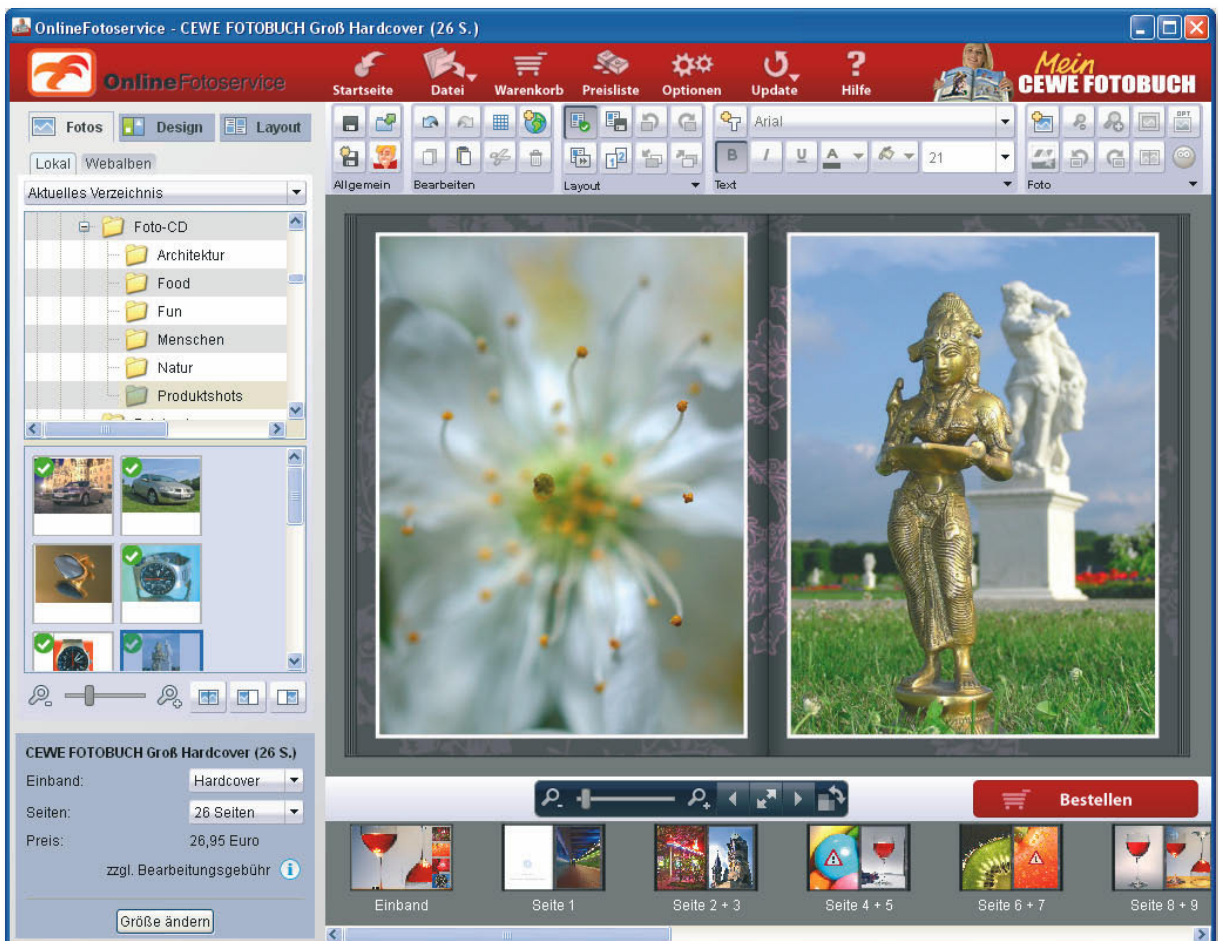 OnlineFotoservice - CEWE FOTOBUCH Groß Hardcover (26 S.)
OnlineFotoservice
Startseite Datei Warenkorb Preisliste Optionen Update Hilfe
Mein
CEWE FOTOBUCH
Fotos Design Layout
Lokal Webalben
Aktuelles Verzeichnis
Foto-CD
Architektur
Food
Fun
Menschen
Natur
Produktshots
Arial
B I U A 21
Allgemein Bearbeiten Layout Text Foto
1 2
OPT
CEWE FOTOBUCH Groß Hardcover (26 S.)
Einband: Hardcover
Seiten: 26 Seiten
Preis: 26,95 Euro
zzgl. Bearbeitungsgebühr i
Größe ändern
Bestellen
Einband Seite 1 Seite 2 + 3 Seite 4 + 5 Seite 6 + 7 Seite 8 + 9